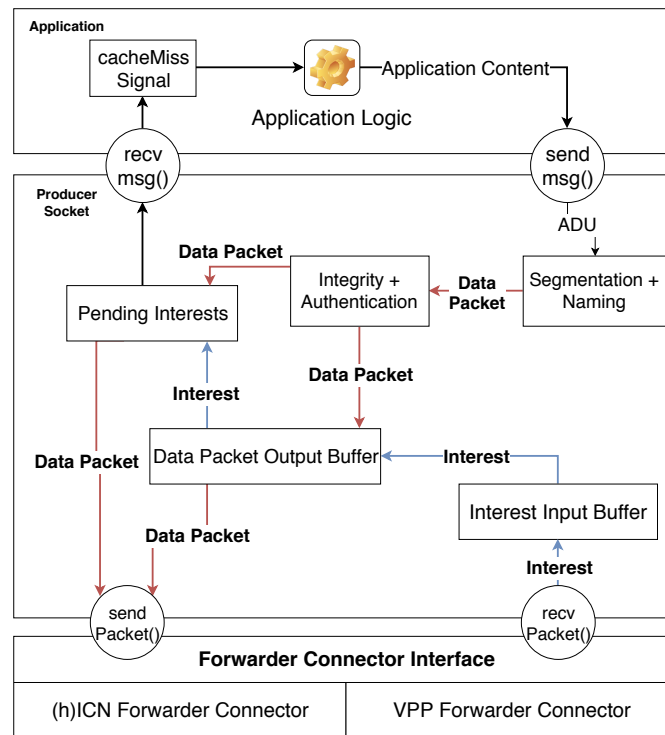 Application
cacheMiss
Signal
Application Content
Application Logic
recv
msg()
send
msg()
Producer
Socket
ADU
Data Packet
Integrity +
Authentication
Data
Packet
Segmentation +
Naming
Pending Interests
Data Packet
Interest
Data Packet
Data Packet Output Buffer
Interest
Interest Input Buffer
Data Packet
Interest
send
Packet()
recv
Packet()
Forwarder Connector Interface
(h)ICN Forwarder Connector
VPP Forwarder Connector